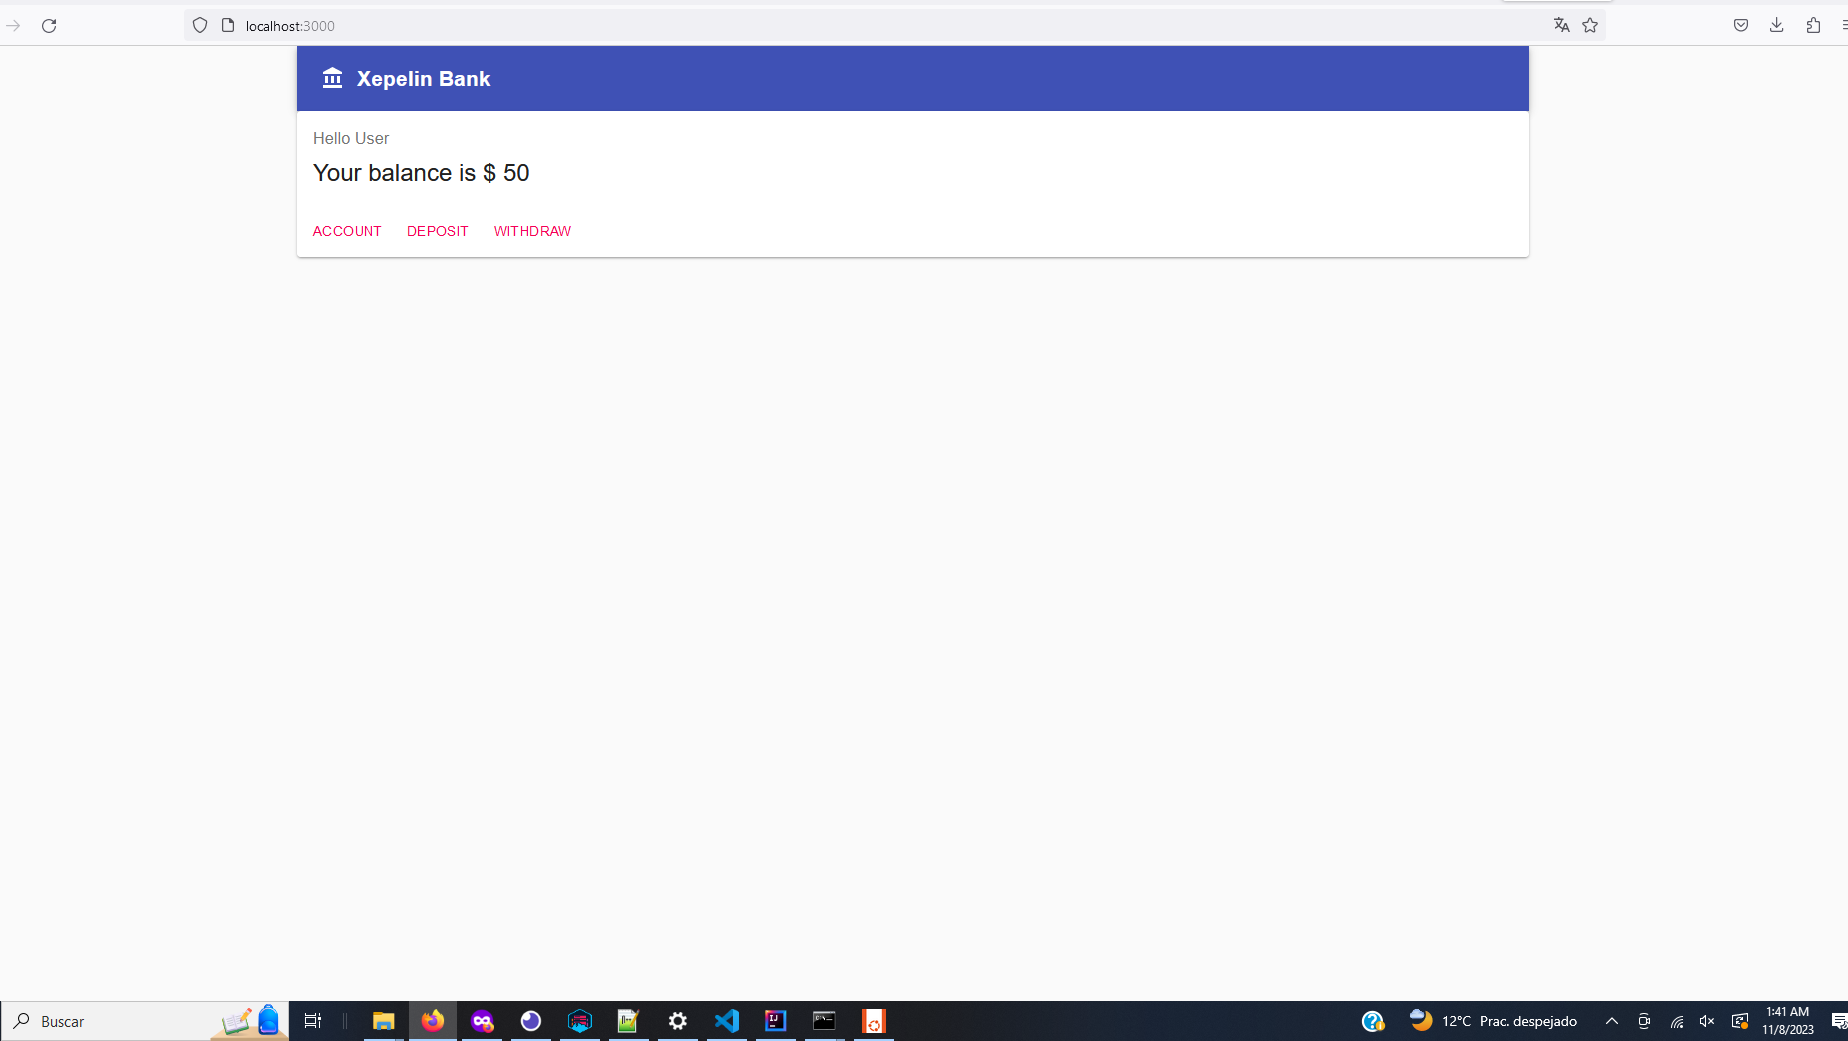 localhost:3000
Xepelin Bank
Hello User
Your balance is $ 50
ACCOUNT DEPOSIT WITHDRAW
Buscar
12°C Prac. despejado
1:41 AM
11/8/2023